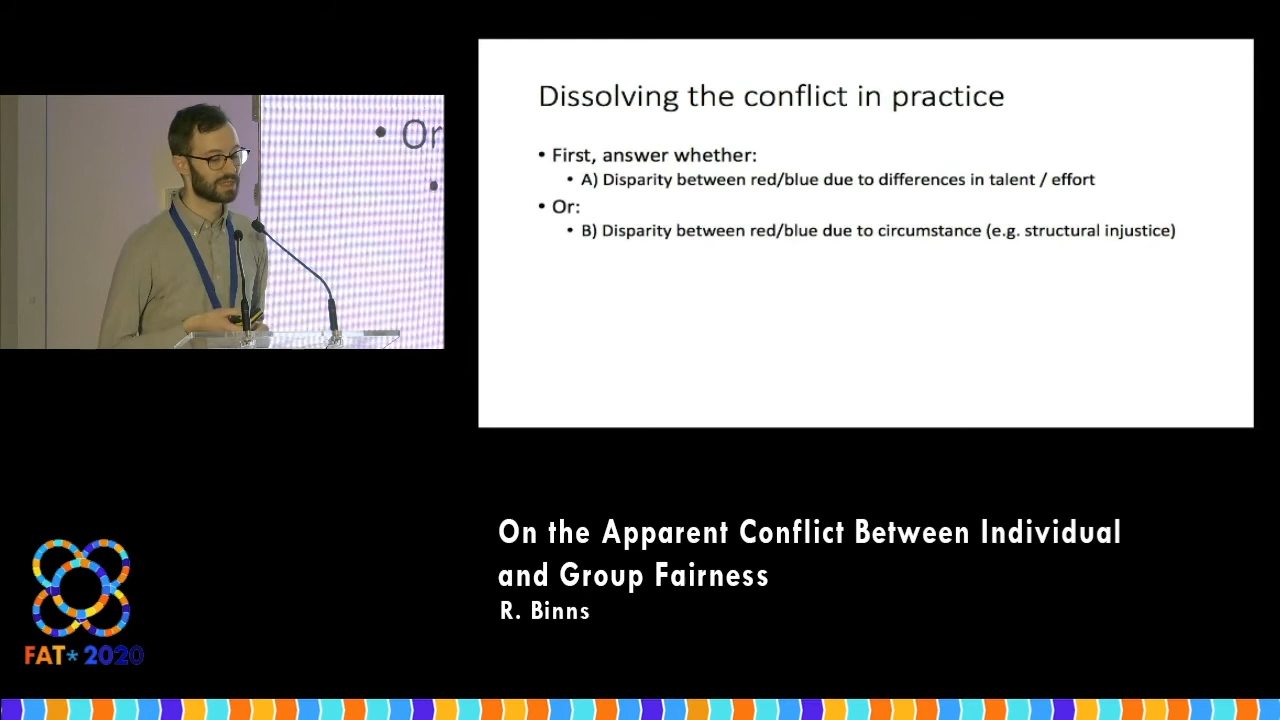 • Or
Dissolving the conflict in practice
• First, answer whether:
• A) Disparity between red/blue due to differences in talent / effort
• Or:
• B) Disparity between red/blue due to circumstance (e.g. structural injustice)
On the Apparent Conflict Between Individual
and Group Fairness
R. Binns
FAT* 2020